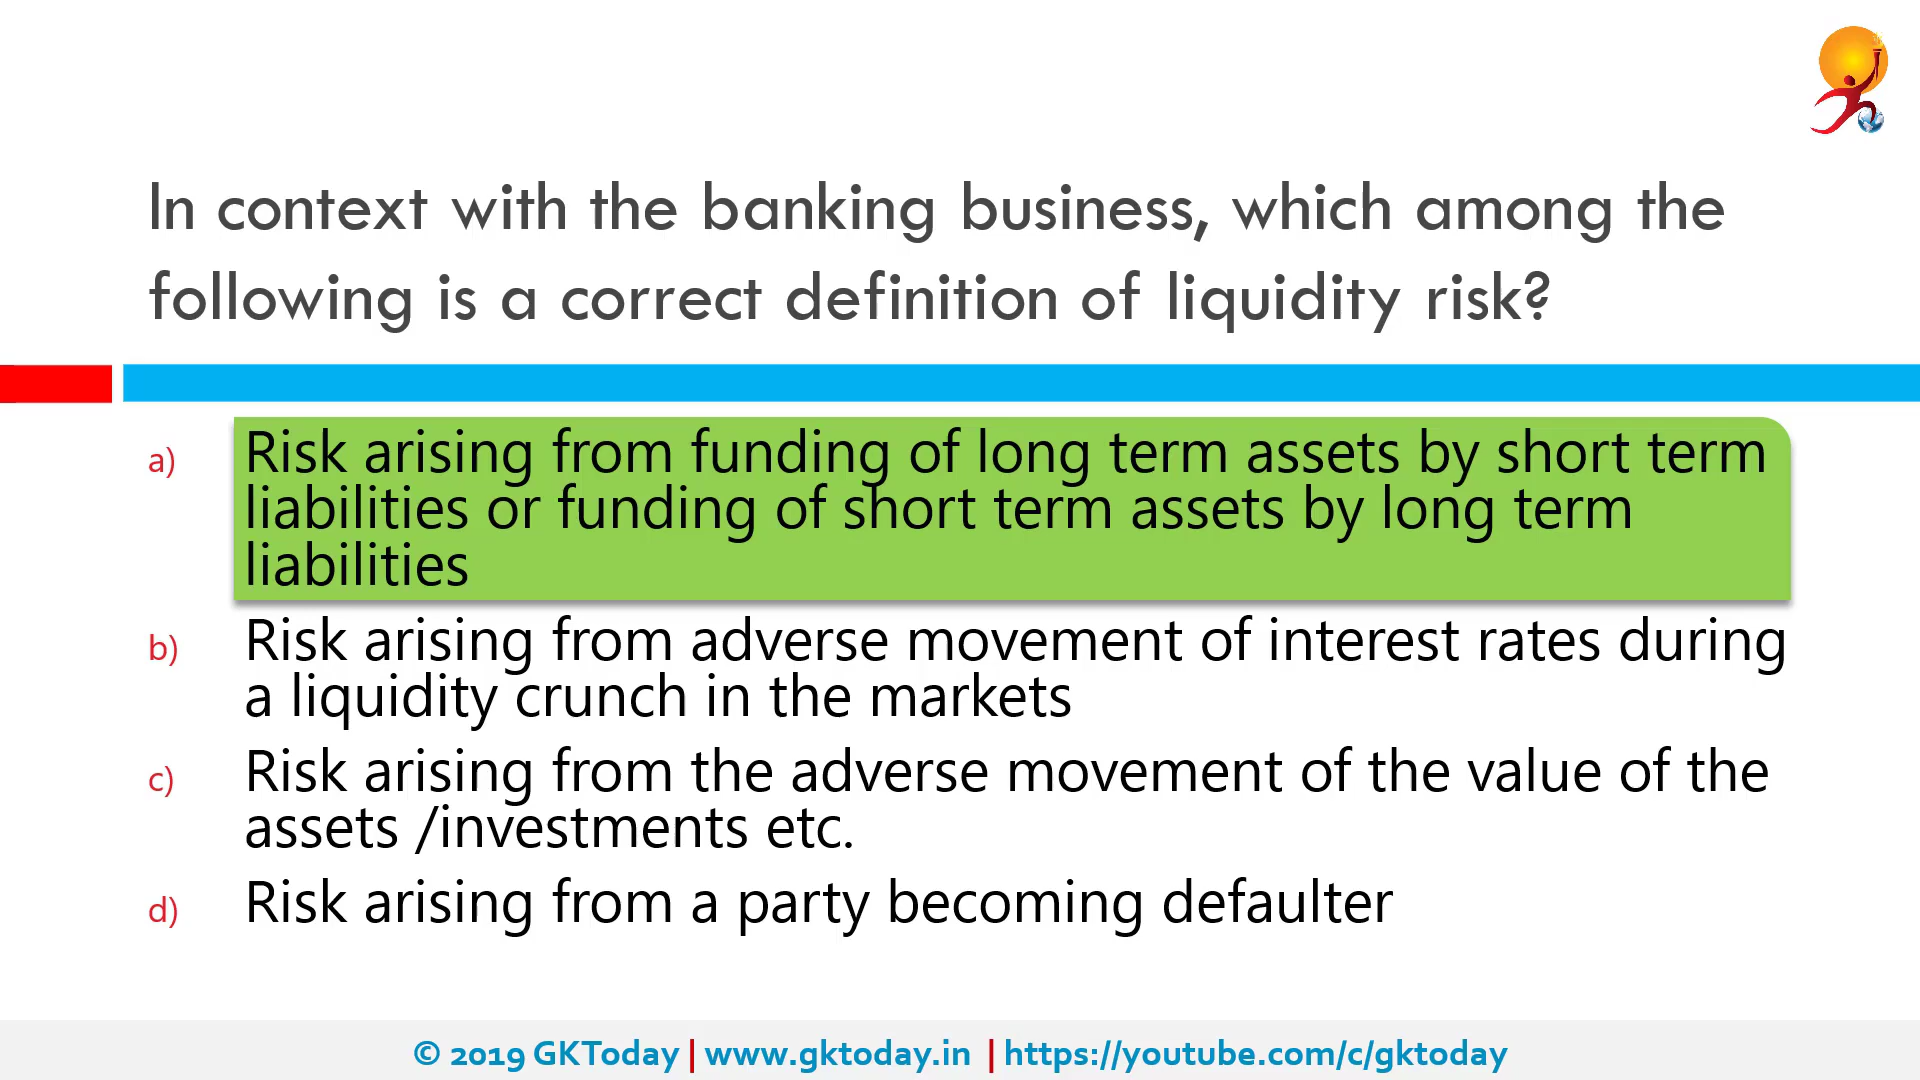 In context with the banking business, which among the
following is a correct definition of liquidity risk?
a) Risk arising from funding of long term assets by short term
liabilities or funding of short term assets by long term
liabilities
b) Risk arising from adverse movement of interest rates during
a liquidity crunch in the markets
c) Risk arising from the adverse movement of the value of the
assets /investments etc.
d) Risk arising from a party becoming defaulter
© 2019 GKToday | www.gktoday.in | https://youtube.com/c/gktoday